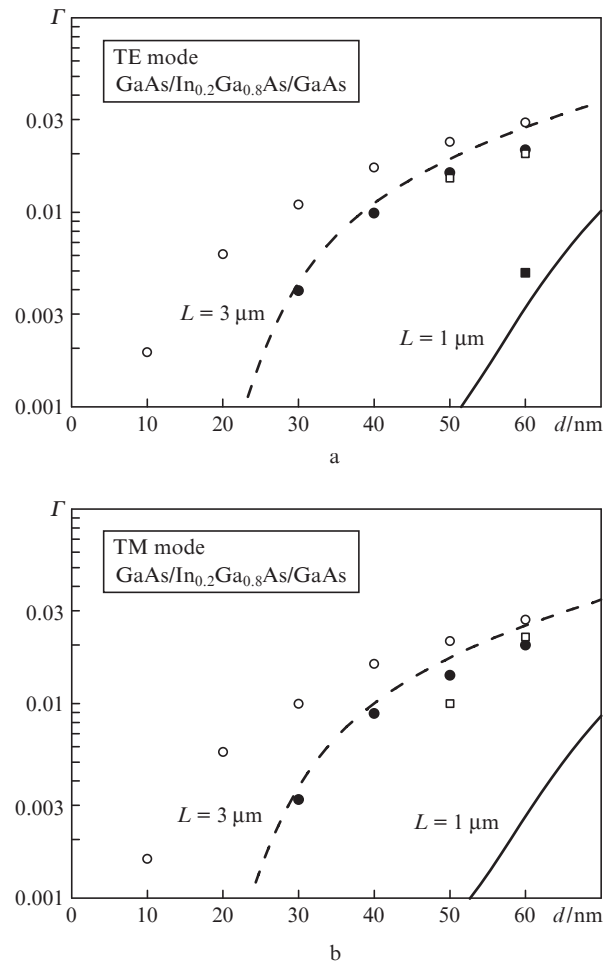 Γ
TE mode
GaAs/In₀.₂Ga₀.₈As/GaAs
0.03
0.01
0.003
0.001
L = 3 μm
L = 1 μm
0 10 20 30 40 50 60 d/nm
a
Γ
TM mode
GaAs/In₀.₂Ga₀.₈As/GaAs
0.03
0.01
0.003
0.001
L = 3 μm
L = 1 μm
0 10 20 30 40 50 60 d/nm
b